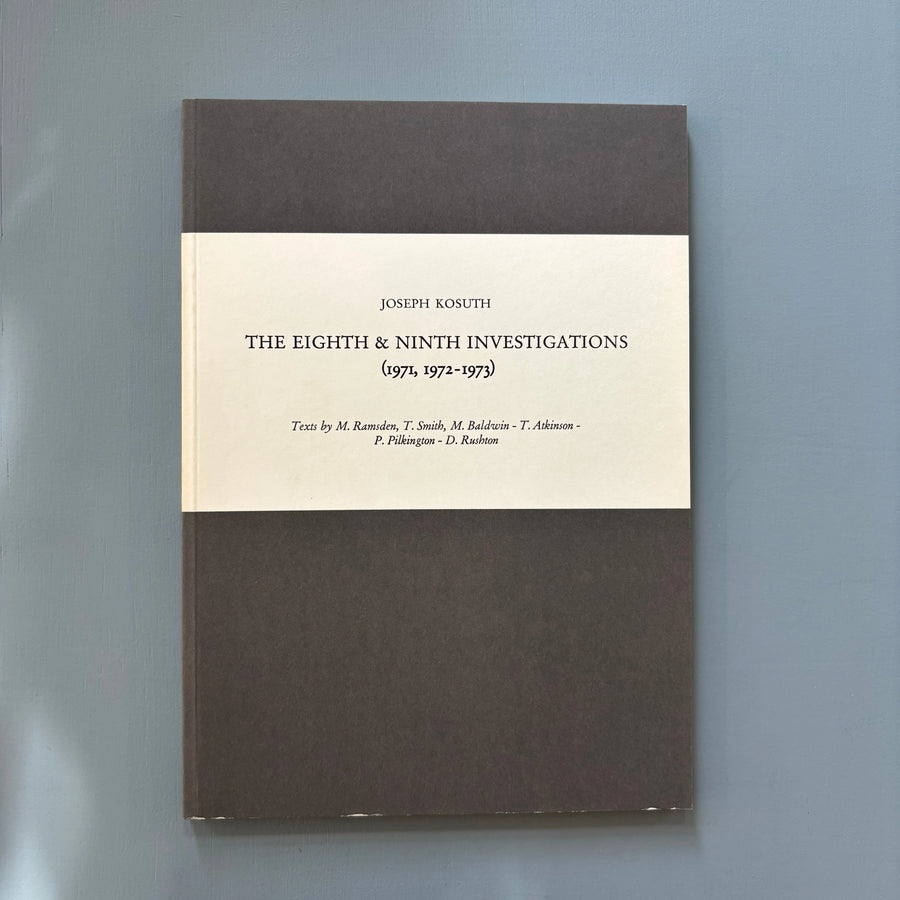 JOSEPH KOSUTH
THE EIGHTH & NINTH INVESTIGATIONS
(1971, 1972-1973)
Texts by M. Ramsden, T. Smith, M. Baldwin - T. Atkinson -
P. Pilkington - D. Rushton